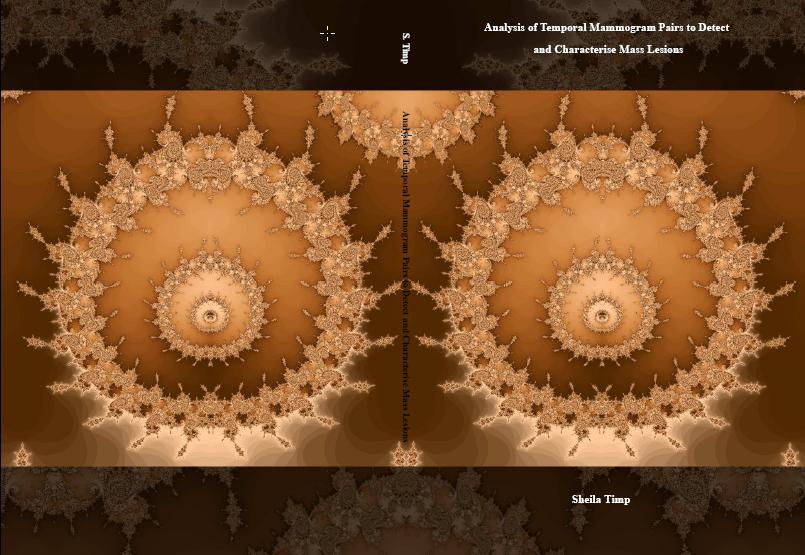 S. Timp
Analysis of Temporal Mammogram Pairs to Detect and Characterise Mass Lesions
Analysis of Temporal Mammogram Pairs to Detect
and Characterise Mass Lesions
Sheila Timp